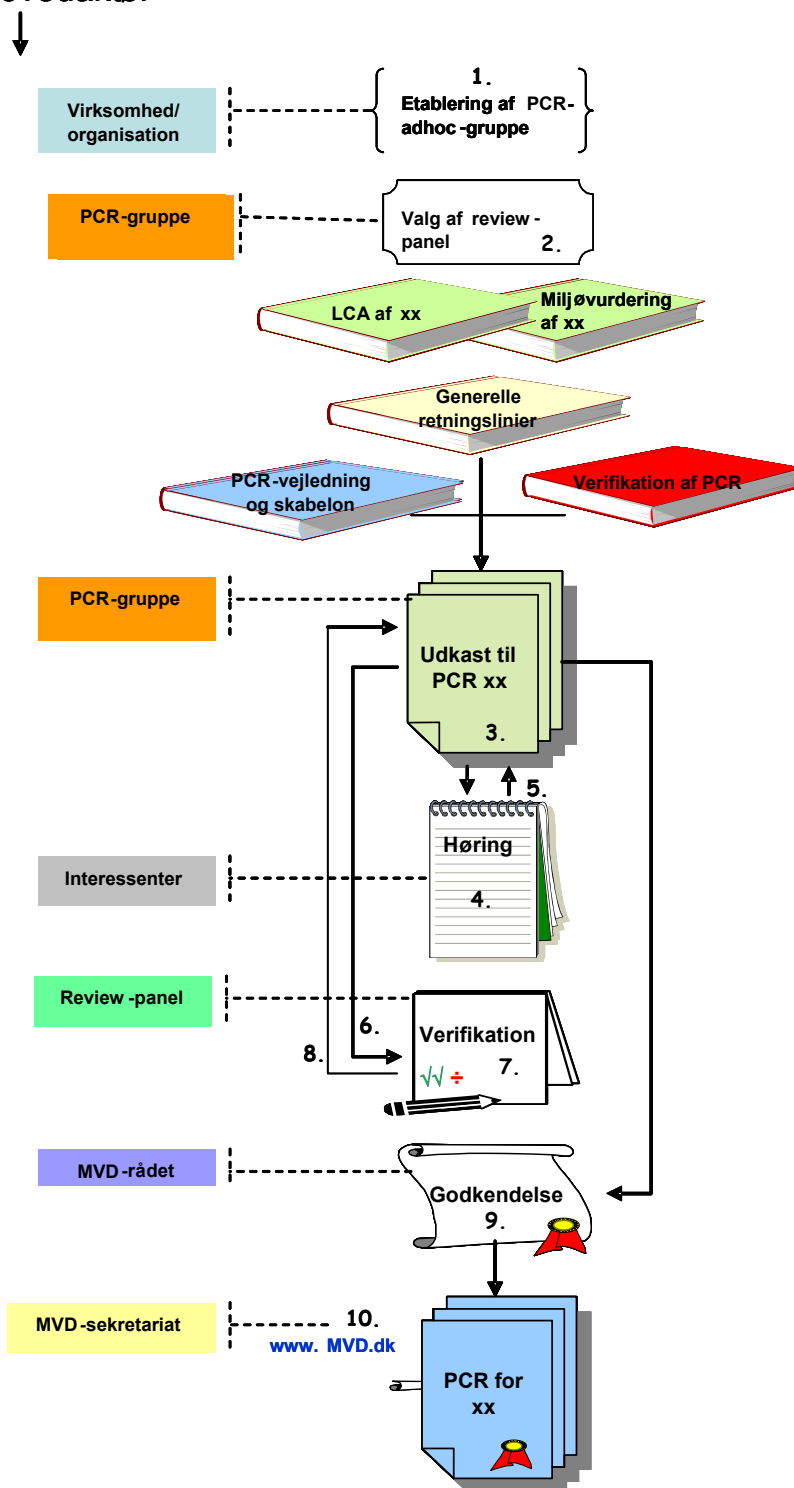 1.
Virksomhed/
organisation
Etablering af PCR-
adhoc-gruppe
PCR-gruppe
Valg af review-
panel 2.
LCA af xx
Miljøvurdering
af xx
Generelle
retningslinier
PCR-vejledning
og skabelon
Verifikation af PCR
PCR-gruppe
Udkast til
PCR xx
3.
5.
Høring
Interessenter
4.
Review-panel
6.
Verifikation
8.
7.
√√ ÷
MVD-rådet
Godkendelse
9.
MVD-sekretariat
10.
www. MVD.dk
PCR for
xx